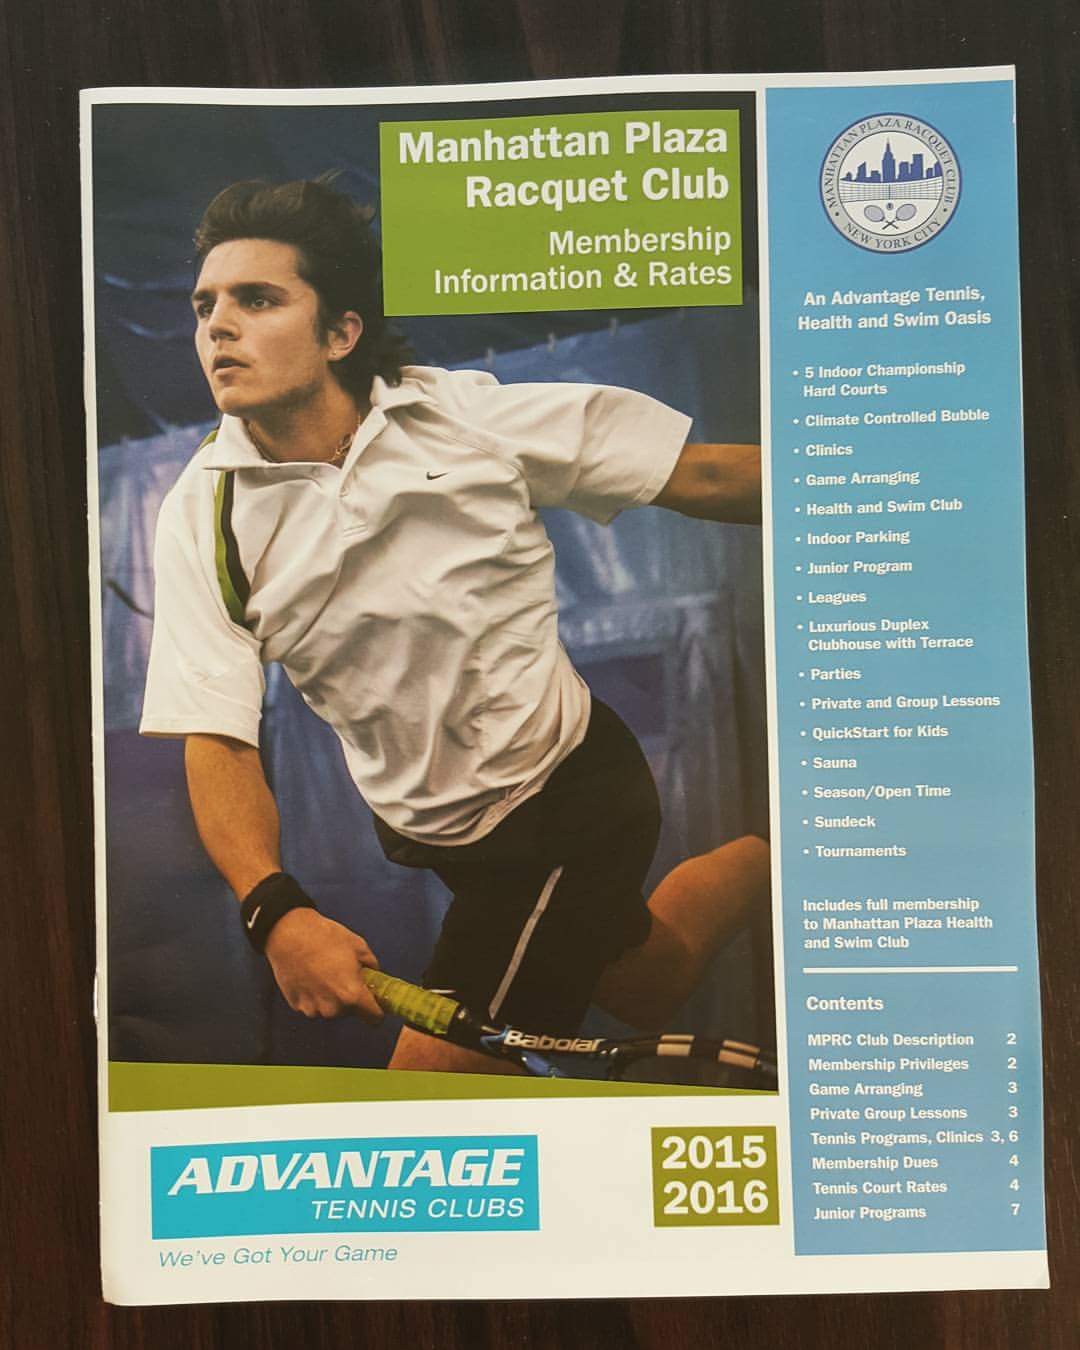 Manhattan Plaza
Racquet Club
Membership
Information & Rates
MANHATTAN PLAZA RACQUET CLUB
• NEW YORK CITY •
An Advantage Tennis,
Health and Swim Oasis
• 5 Indoor Championship
Hard Courts
• Climate Controlled Bubble
• Clinics
• Game Arranging
• Health and Swim Club
• Indoor Parking
• Junior Program
• Leagues
• Luxurious Duplex
Clubhouse with Terrace
• Parties
• Private and Group Lessons
• QuickStart for Kids
• Sauna
• Season/Open Time
• Sundeck
• Tournaments
Includes full membership
to Manhattan Plaza Health
and Swim Club
Contents
MPRC Club Description 2
Membership Privileges 2
Game Arranging 3
Private Group Lessons 3
Tennis Programs, Clinics 3, 6
Membership Dues 4
Tennis Court Rates 4
Junior Programs 7
Babolat
ADVANTAGE
TENNIS CLUBS
We've Got Your Game
2015
2016